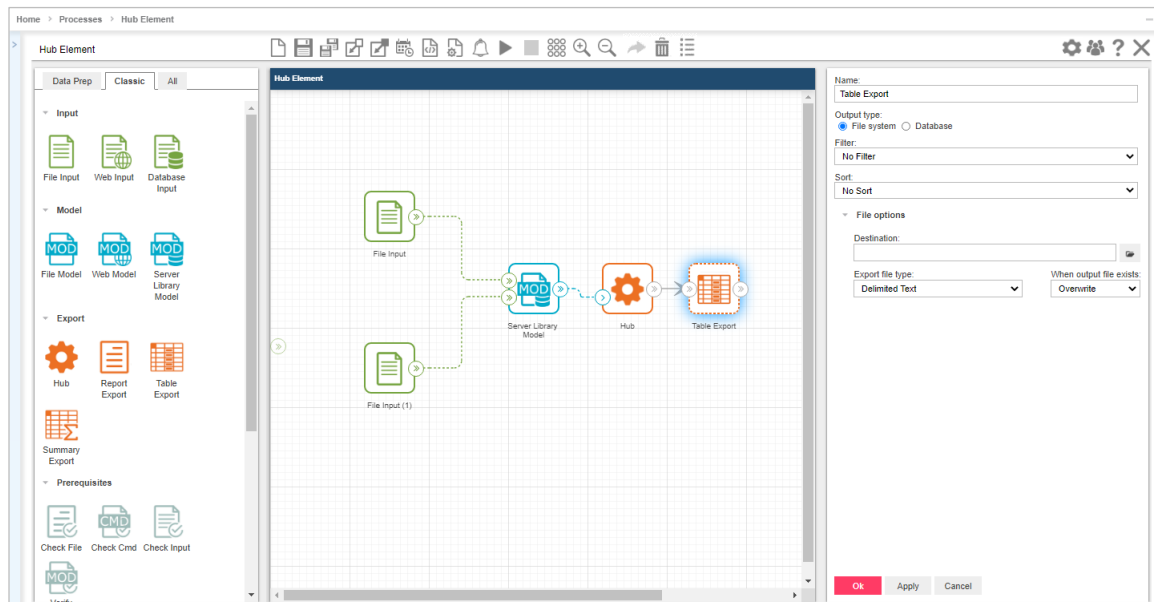 Home > Processes > Hub Element
Hub Element
Data Prep
Classic
All
Input
File Input
Web Input
Database
Input
Model
MOD
MOD
MOD
File Model
Web Model
Server
Library
Model
Export
Hub
Report
Export
Table
Export
Summary
Export
Prerequisites
CMD
Check File
Check Cmd
Check Input
MOD
Hub Element
File Input
MOD
Server Library
Model
Hub
Table Export
File Input (1)
Name:
Table Export
Output type:
File system
Database
Filter:
No Filter
Sort:
No Sort
File options
Destination:
Export file type:
When output file exists:
Delimited Text
Overwrite
Ok
Apply
Cancel